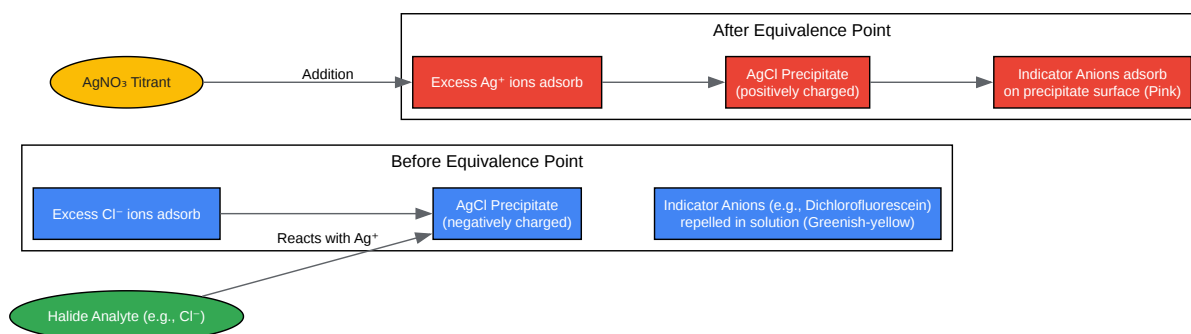 After Equivalence Point
AgNO₃ Titrant
Addition
Excess Ag⁺ ions adsorb
AgCl Precipitate
(positively charged)
Indicator Anions adsorb
on precipitate surface (Pink)
Before Equivalence Point
Excess Cl⁻ ions adsorb
AgCl Precipitate
(negatively charged)
Indicator Anions (e.g., Dichlorofluorescein)
repelled in solution (Greenish-yellow)
Reacts with Ag⁺
Halide Analyte (e.g., Cl⁻)